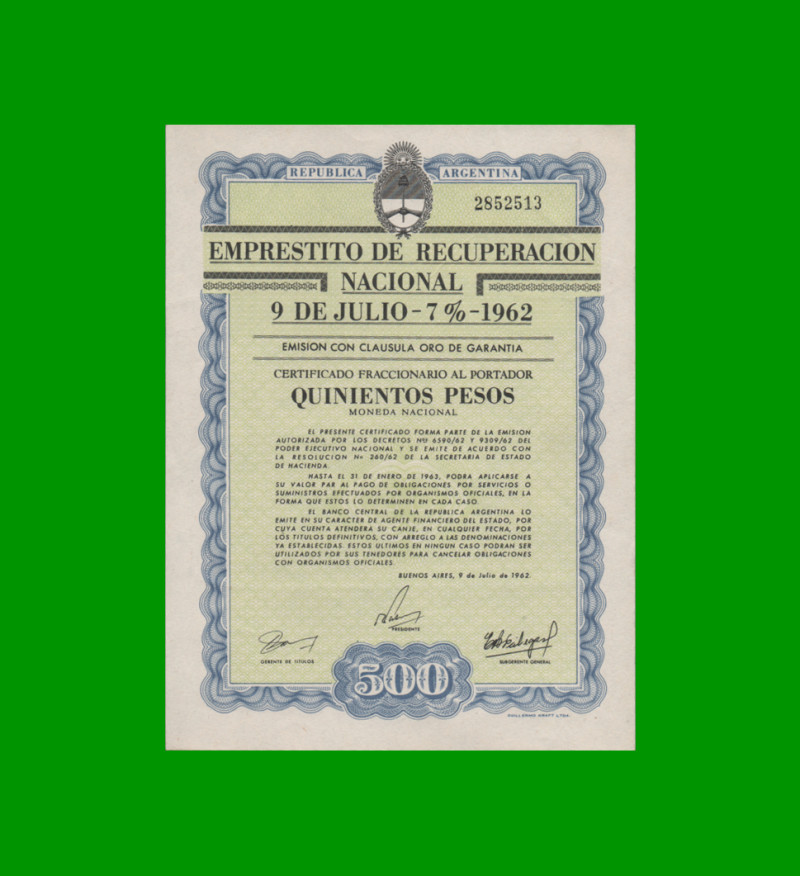 REPUBLICA ARGENTINA
2852513
EMPRESTITO DE RECUPERACION
NACIONAL
9 DE JULIO - 7% - 1962
EMISION CON CLAUSULA ORO DE GARANTIA
CERTIFICADO FRACCIONARIO AL PORTADOR
QUINIENTOS PESOS
MONEDA NACIONAL
EL PRESENTE CERTIFICADO FORMA PARTE DE LA EMISION
AUTORIZADA POR LOS DECRETOS Nos 6590/62 Y 9309/62 DEL
PODER EJECUTIVO NACIONAL Y SE EMITE DE ACUERDO CON
LA RESOLUCION No 260/62 DE LA SECRETARIA DE ESTADO
DE HACIENDA.
HASTA EL 31 DE ENERO DE 1963, PODRA APLICARSE A
SU VALOR PAR AL PAGO DE OBLIGACIONES POR SERVICIOS O
SUMINISTROS EFECTUADOS POR ORGANISMOS OFICIALES, EN LA
FORMA QUE ESTOS LO DETERMINEN EN CADA CASO.
EL BANCO CENTRAL DE LA REPUBLICA ARGENTINA LO
EMITE EN SU CARACTER DE AGENTE FINANCIERO DEL ESTADO, POR
CUYA CUENTA ATENDERA SU CANJE, EN CUALQUIER FECHA, POR
LOS TITULOS DEFINITIVOS, CON ARREGLO A LAS DENOMINACIONES
YA ESTABLECIDAS. ESTOS ULTIMOS EN NINGUN CASO PODRAN SER
UTILIZADOS POR SUS TENEDORES PARA CANCELAR OBLIGACIONES
CON ORGANISMOS OFICIALES.
BUENOS AIRES, 9 de Julio de 1962.
PRESIDENTE
GERENTE DE TITULOS
SUBGERENTE GENERAL
500
GUILLERMO KRAFT LTDA.